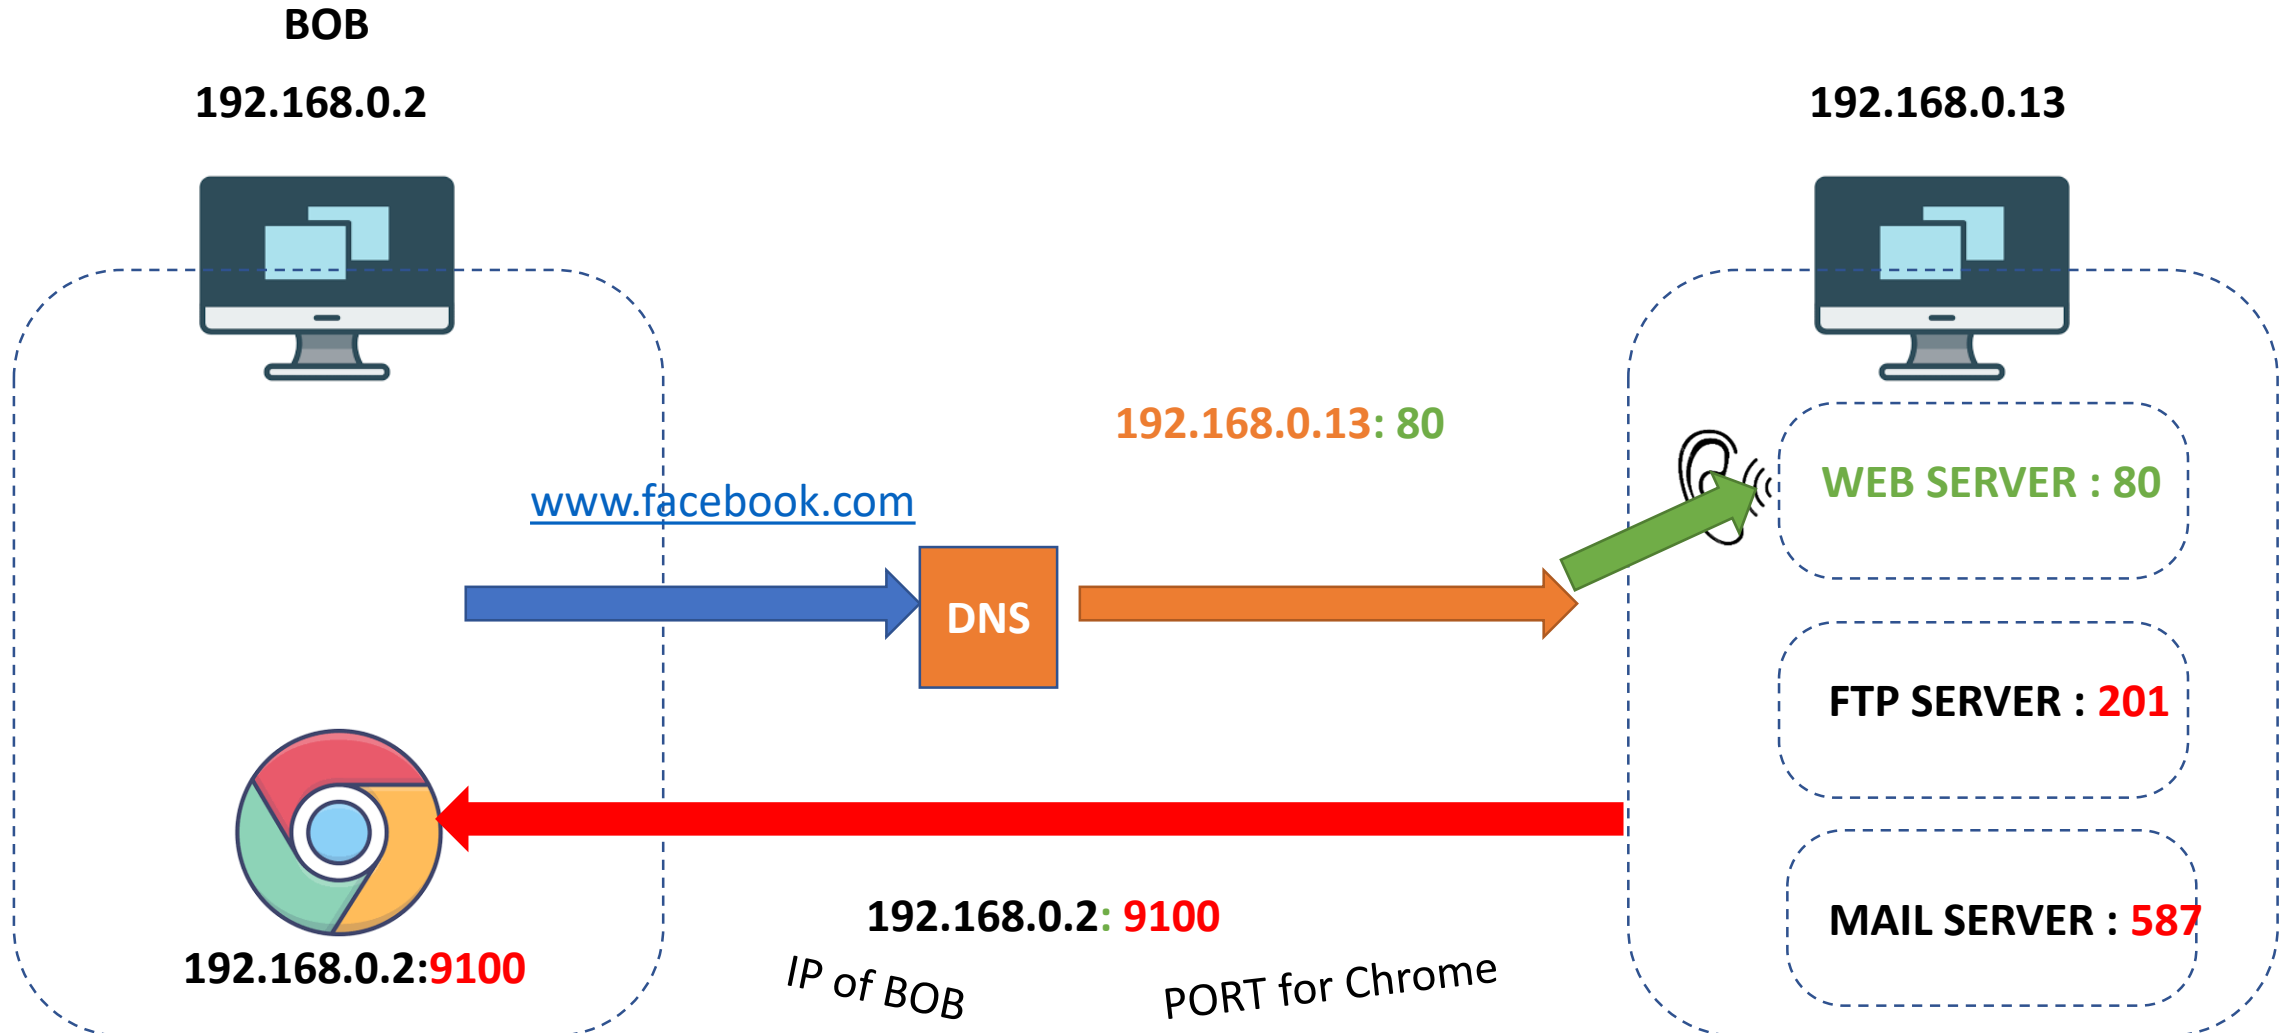 BOB
192.168.0.2
192.168.0.13
192.168.0.13: 80
www.facebook.com
WEB SERVER : 80
DNS
FTP SERVER : 201
192.168.0.2: 9100
MAIL SERVER : 587
192.168.0.2:9100
IP of BOB
PORT for Chrome